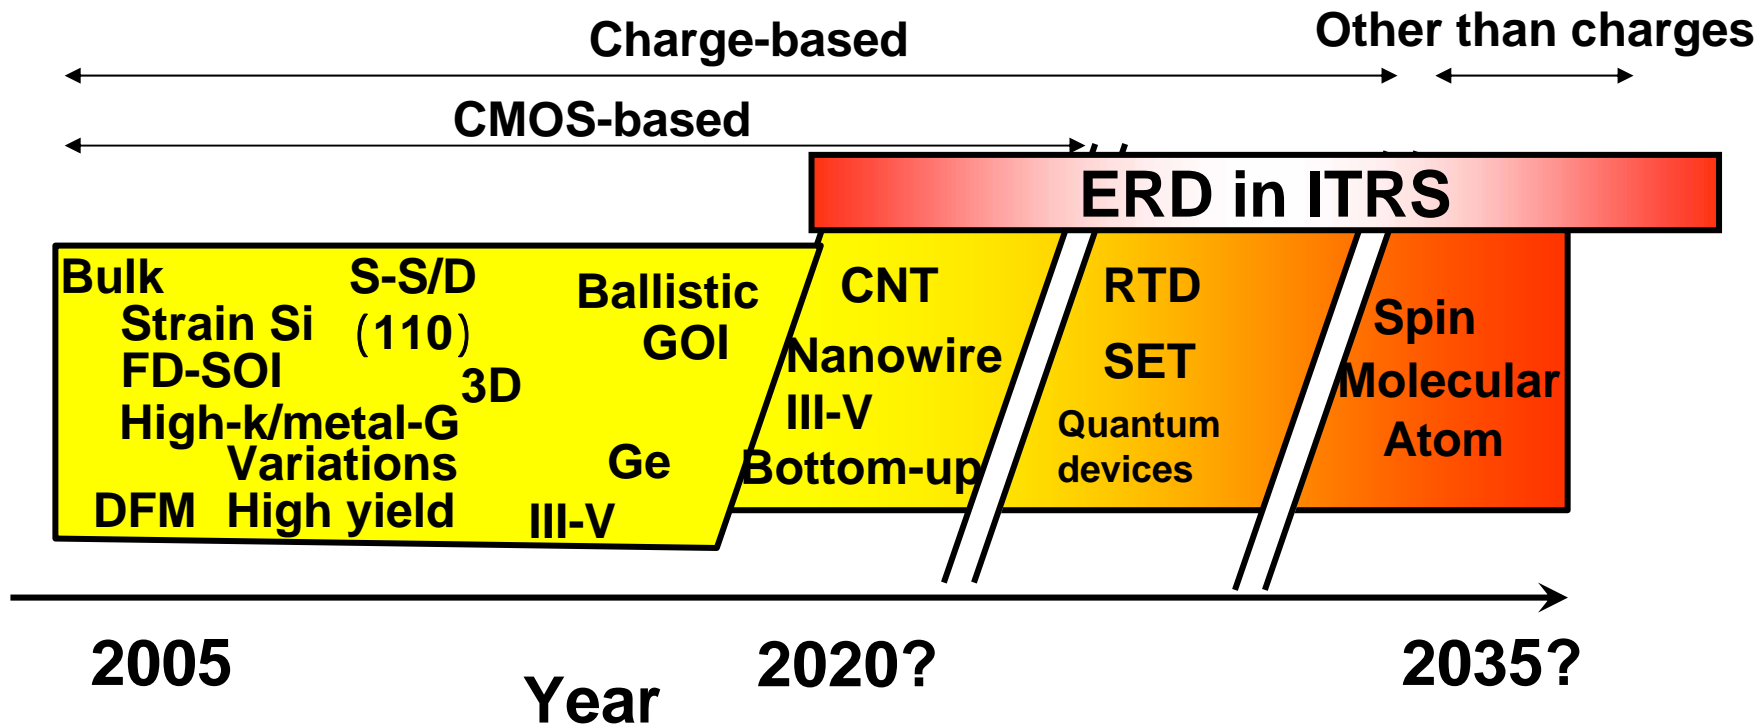 Charge-based
Other than charges
CMOS-based
ERD in ITRS
Bulk
Strain Si
FD-SOI
High-k/metal-G
Variations
DFM
High yield
S-S/D
(110)
3D
Ballistic
GOI
Ge
III-V
CNT
Nanowire
III-V
Bottom-up
RTD
SET
Quantum
devices
Spin
Molecular
Atom
2005
Year
2020?
2035?